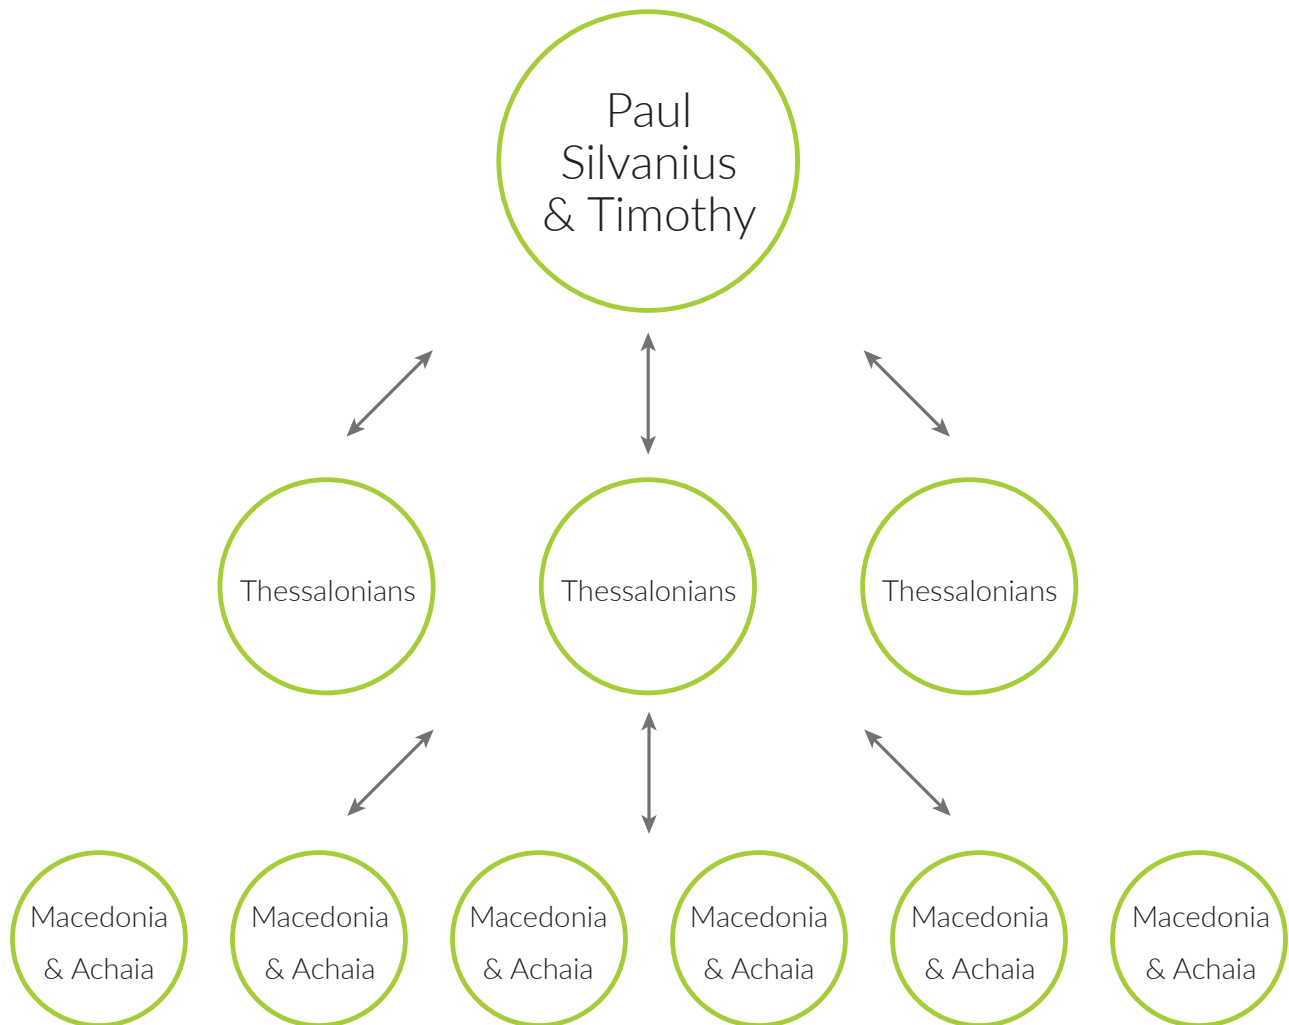 Paul
Silvanius
& Timothy
Thessalonians
Thessalonians
Thessalonians
Macedonia
& Achaia
Macedonia
& Achaia
Macedonia
& Achaia
Macedonia
& Achaia
Macedonia
& Achaia
Macedonia
& Achaia